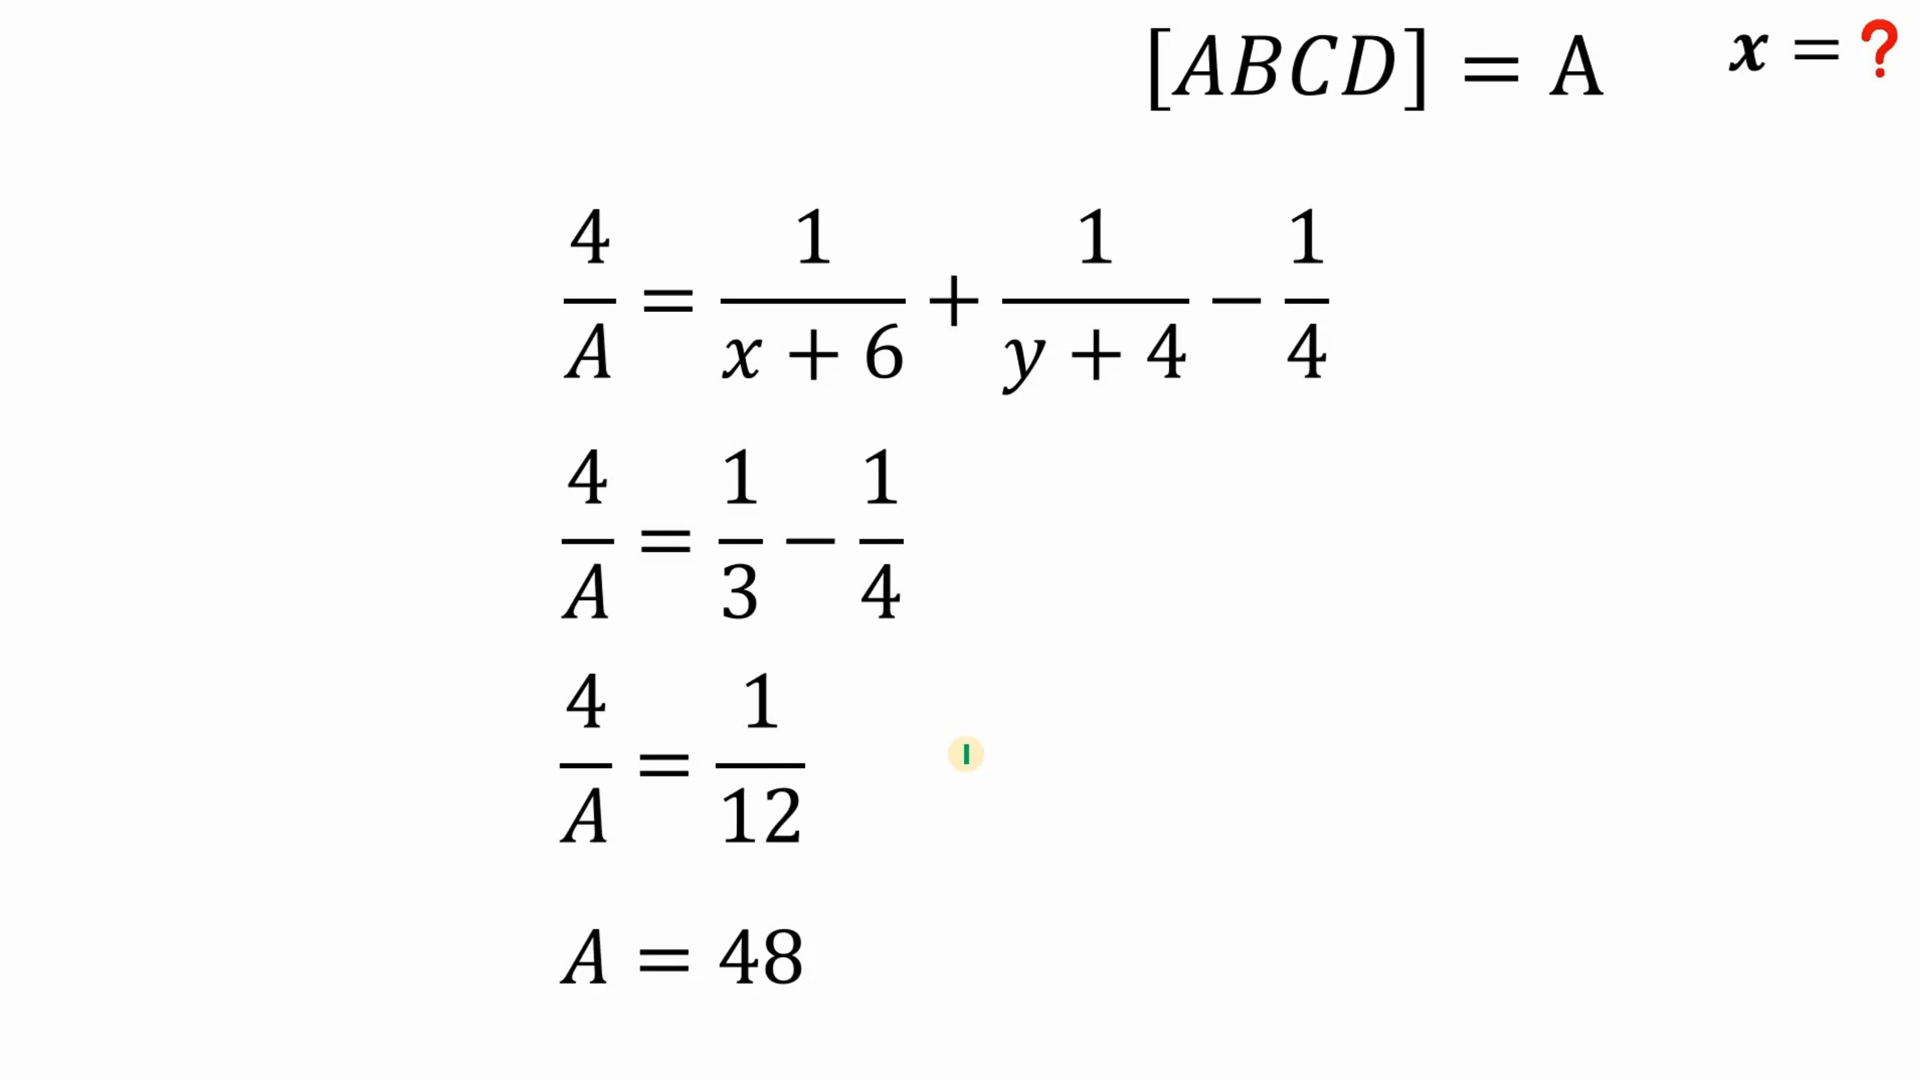 [ABCD] = A
x = ?
4/A = 1/(x + 6) + 1/(y + 4) − 1/4
4/A = 1/3 − 1/4
4/A = 1/12
A = 48